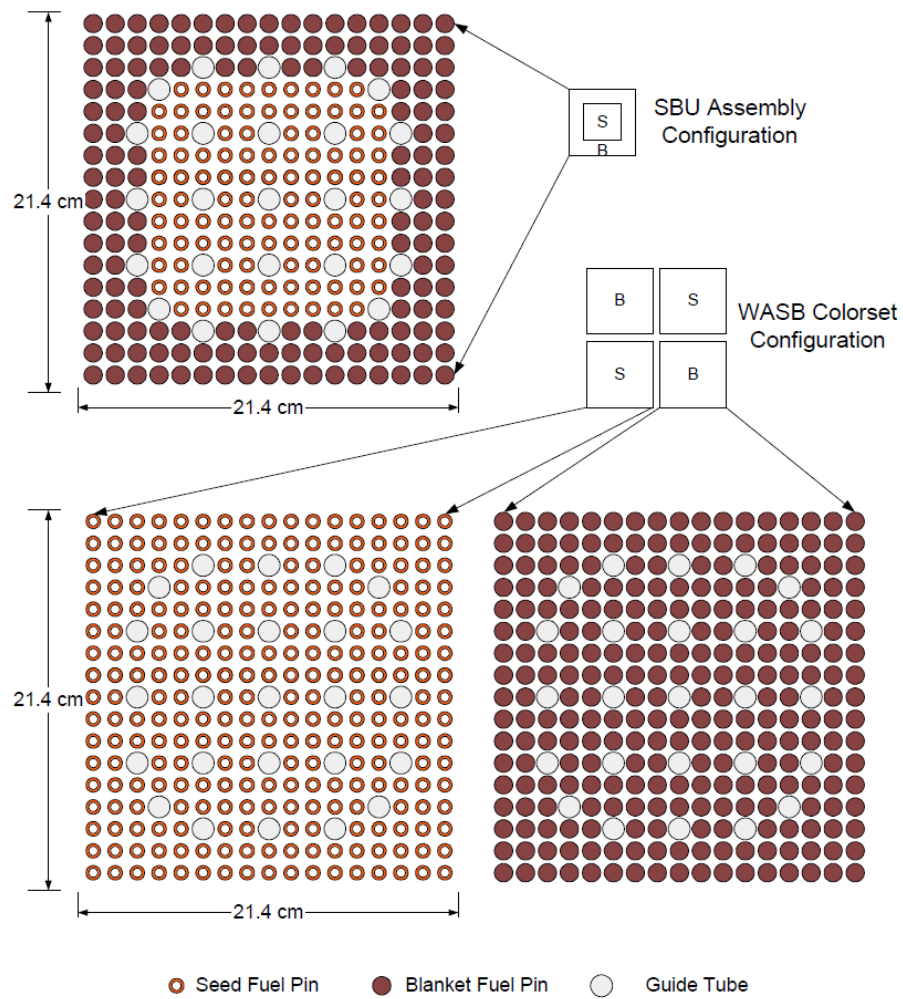 S
B
SBU Assembly
Configuration
21.4 cm
21.4 cm
B
S
S
B
WASB Colorset
Configuration
21.4 cm
21.4 cm
Seed Fuel Pin
Blanket Fuel Pin
Guide Tube